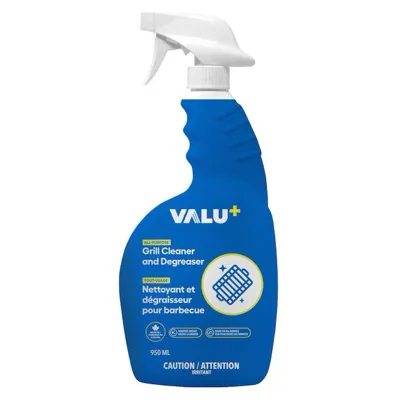 VALU+
ALL-PURPOSE
Grill Cleaner
and Degreaser
TOUT-USAGE
Nettoyant et
dégraisseur
pour barbecue
950 ML
CAUTION / ATTENTION
IRRITANT